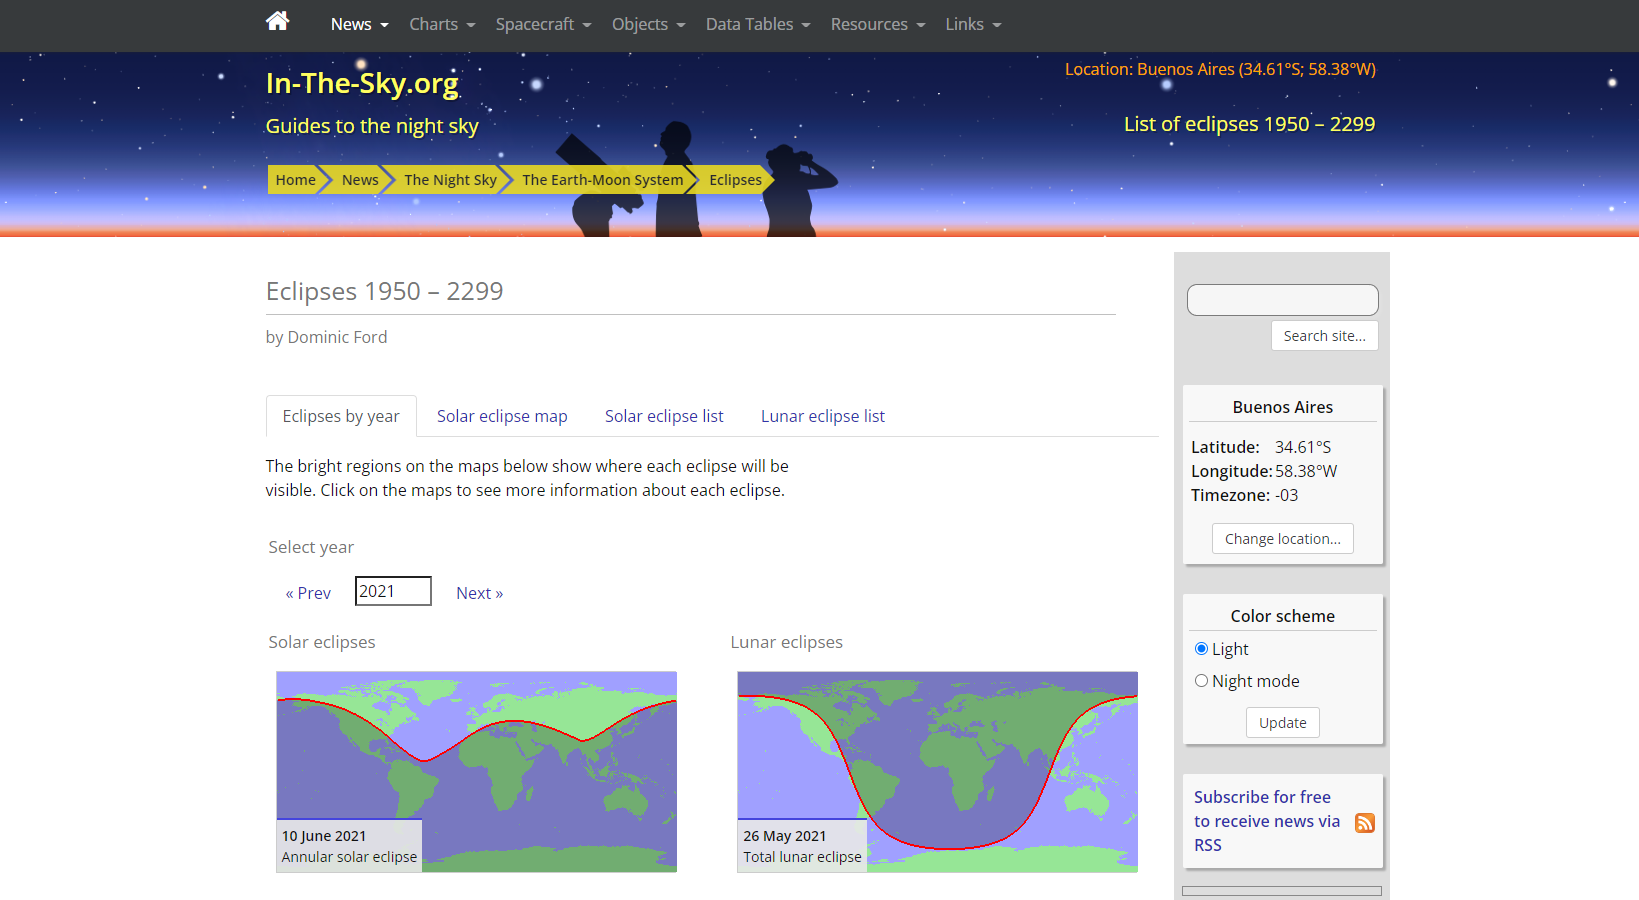 News Charts Spacecraft Objects Data Tables Resources Links
In-The-Sky.org
Guides to the night sky
Location: Buenos Aires (34.61°S; 58.38°W)
List of eclipses 1950 – 2299
Home News The Night Sky The Earth-Moon System Eclipses
Eclipses 1950 – 2299
by Dominic Ford
Eclipses by year Solar eclipse map Solar eclipse list Lunar eclipse list
The bright regions on the maps below show where each eclipse will be
visible. Click on the maps to see more information about each eclipse.
Select year
« Prev 2021 Next »
Solar eclipses
10 June 2021
Annular solar eclipse
Lunar eclipses
26 May 2021
Total lunar eclipse
Search site...
Buenos Aires
Latitude: 34.61°S
Longitude: 58.38°W
Timezone: -03
Change location...
Color scheme
Light
Night mode
Update
Subscribe for free
to receive news via
RSS